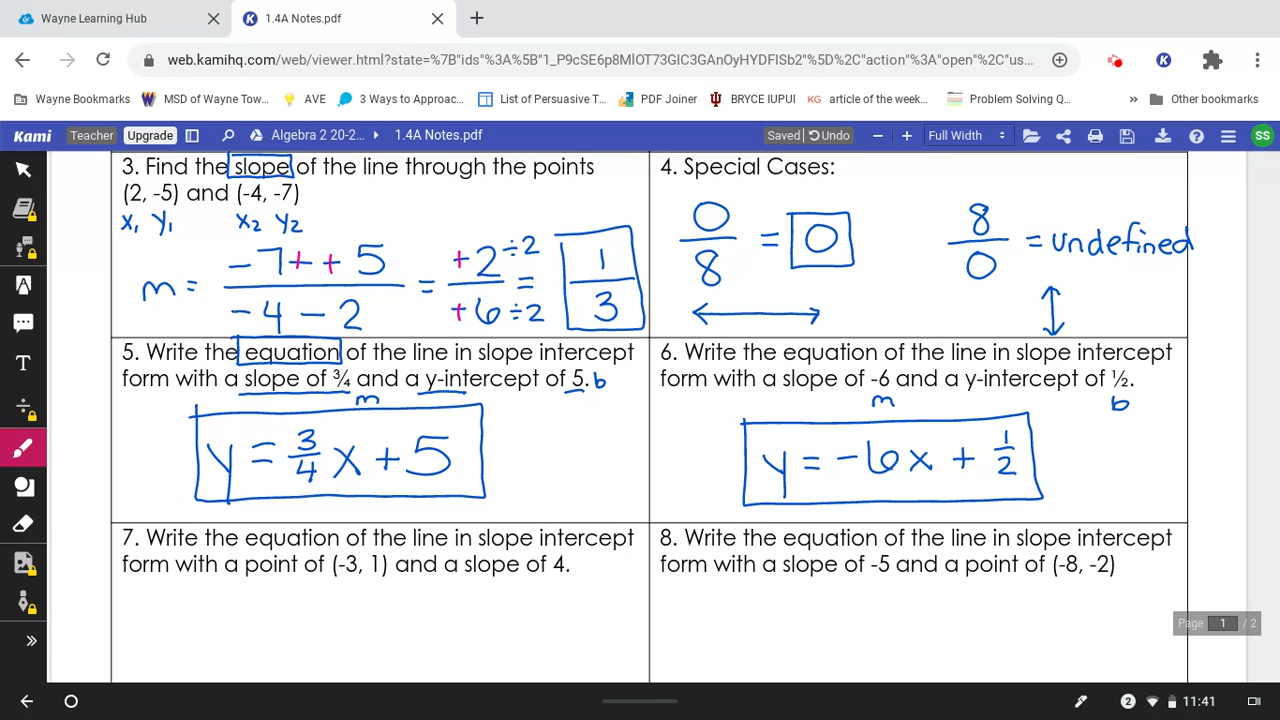 Wayne Learning Hub
1.4A Notes.pdf
web.kamihq.com/web/viewer.html?state=%7B"ids"%3A%5B"1_P9cSE6p8MlOT73GIC3GAnOyHYDFISb2"%5D%2C"action"%3A"open"%2C"us...
Wayne Bookmarks
MSD of Wayne Tow...
AVE
3 Ways to Approac...
List of Persuasive T...
PDF Joiner
BRYCE IUPUI
KG article of the week...
Problem Solving Q...
» Other bookmarks
Kami Teacher Upgrade
Algebra 2 20-2... 1.4A Notes.pdf
Saved Undo
Full Width
SS
3. Find the slope of the line through the points
(2, -5) and (-4, -7)
x₁ y₁ x₂ y₂
m = (-7 + + 5)/(-4 - 2) = (+2 ÷2)/(+6 ÷2) = 1/3
4. Special Cases:
0/8 = 0
8/0 = undefined
5. Write the equation of the line in slope intercept
form with a slope of ¾ and a y-intercept of 5. b
m
y = 3/4 x + 5
6. Write the equation of the line in slope intercept
form with a slope of -6 and a y-intercept of ½.
m b
y = -6x + 1/2
7. Write the equation of the line in slope intercept
form with a point of (-3, 1) and a slope of 4.
8. Write the equation of the line in slope intercept
form with a slope of -5 and a point of (-8, -2)
Page 1 / 2
2 11:41